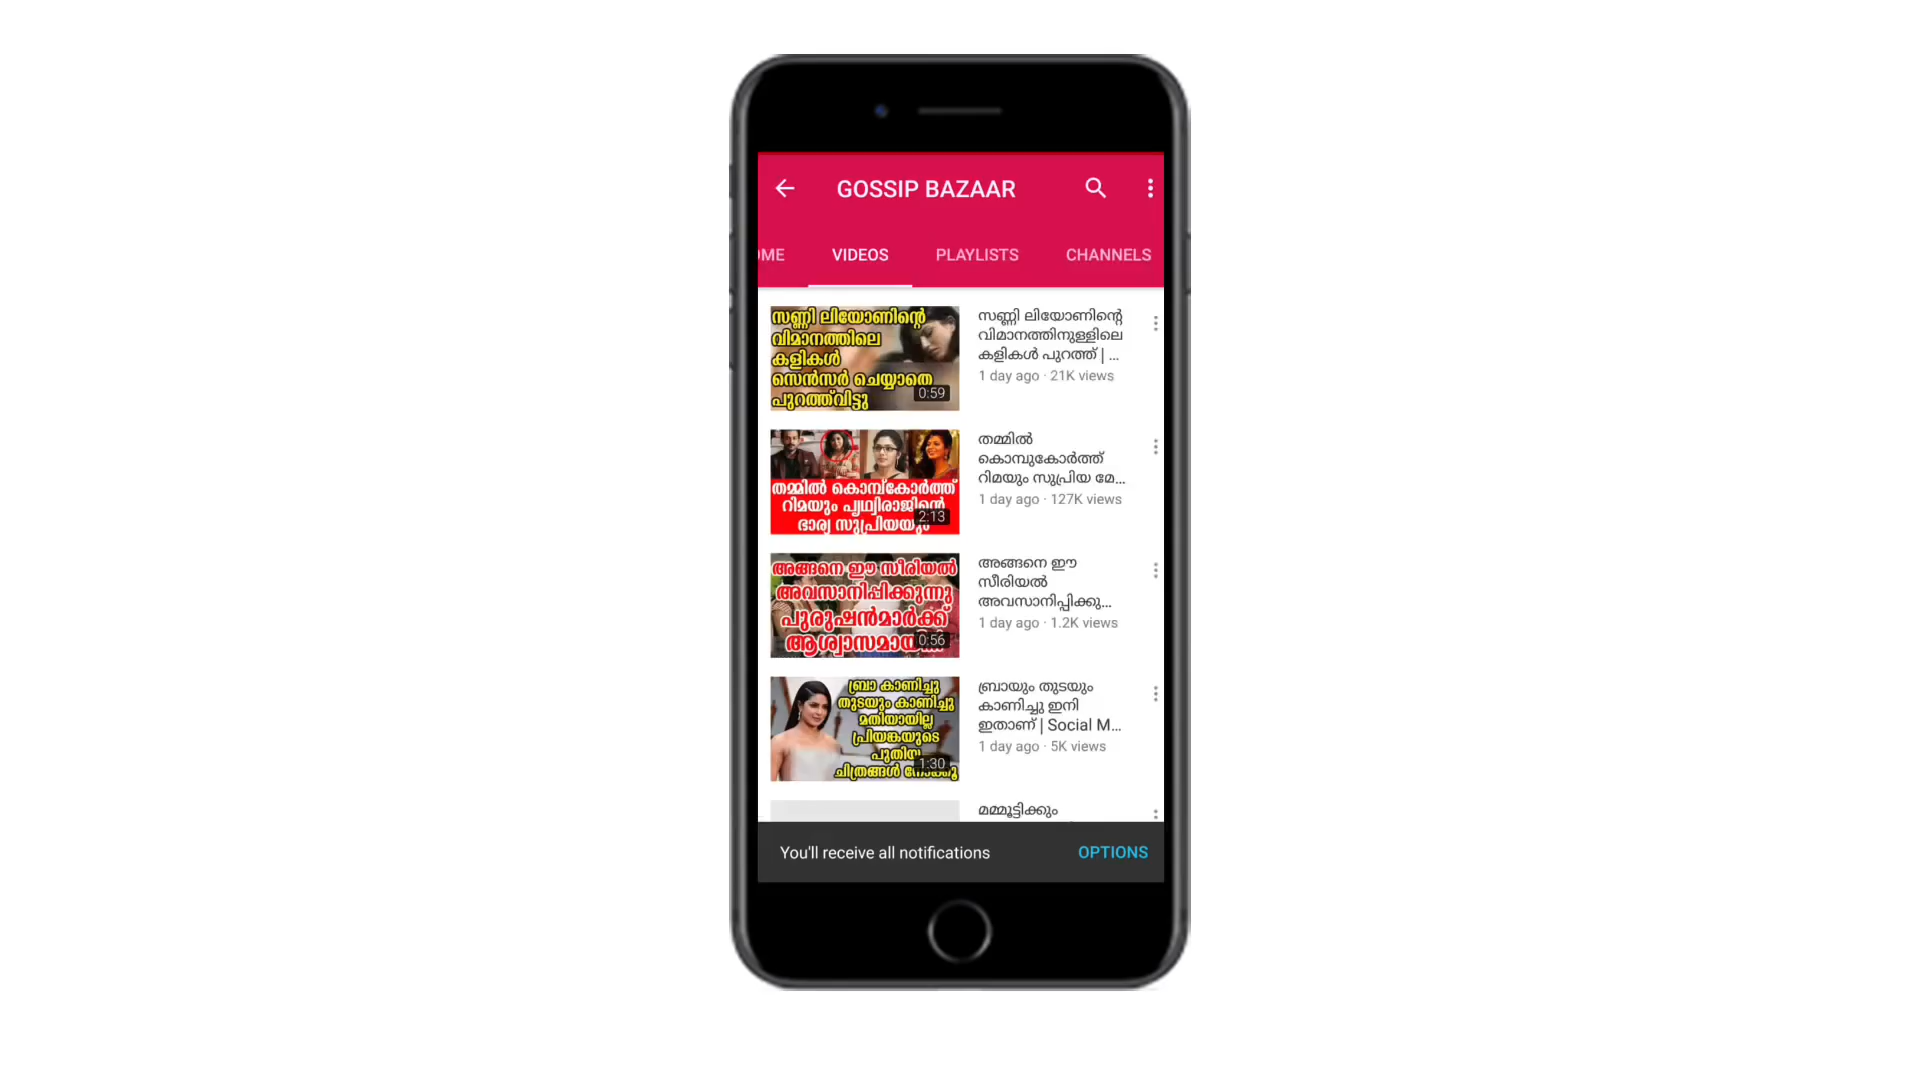 GOSSIP BAZAAR
OME
VIDEOS
PLAYLISTS
CHANNELS
സണ്ണി ലിയോണിന്റെ
വിമാനത്തിലെ
കളികൾ
സെൻസർ ചെയ്യാതെ
പുറത്ത്‌വിട്ടു
0:59
സണ്ണി ലിയോണിന്റെ
വിമാനത്തിനുള്ളിലെ
കളികൾ പുറത്ത് | ...
1 day ago · 21K views
തമ്മിൽ കൊമ്പ്കോർത്ത്
റിമയും പൃഥ്വിരാജിന്റെ
ഭാര്യ സുപ്രിയയും
2:13
തമ്മിൽ
കൊമ്പുകോർത്ത്
റിമയും സുപ്രിയ മേ...
1 day ago · 127K views
അങ്ങനെ ഈ സീരിയൽ
അവസാനിപ്പിക്കുന്നു
പുരുഷൻമാർക്ക്
0:56
അങ്ങനെ ഈ
സീരിയൽ
അവസാനിപ്പിക്കു...
1 day ago · 1.2K views
ബ്രാ കാണിച്ചു
തുടയും കാണിച്ചു
മതിയായില്ല
പ്രിയങ്കയുടെ
പുതിയ
ചിത്രങ്ങൾ നോക്കൂ
1:30
ബ്രായും തുടയും
കാണിച്ചു ഇനി
ഇതാണ് | Social M...
1 day ago · 5K views
മമ്മൂട്ടിക്കും
You'll receive all notifications
OPTIONS